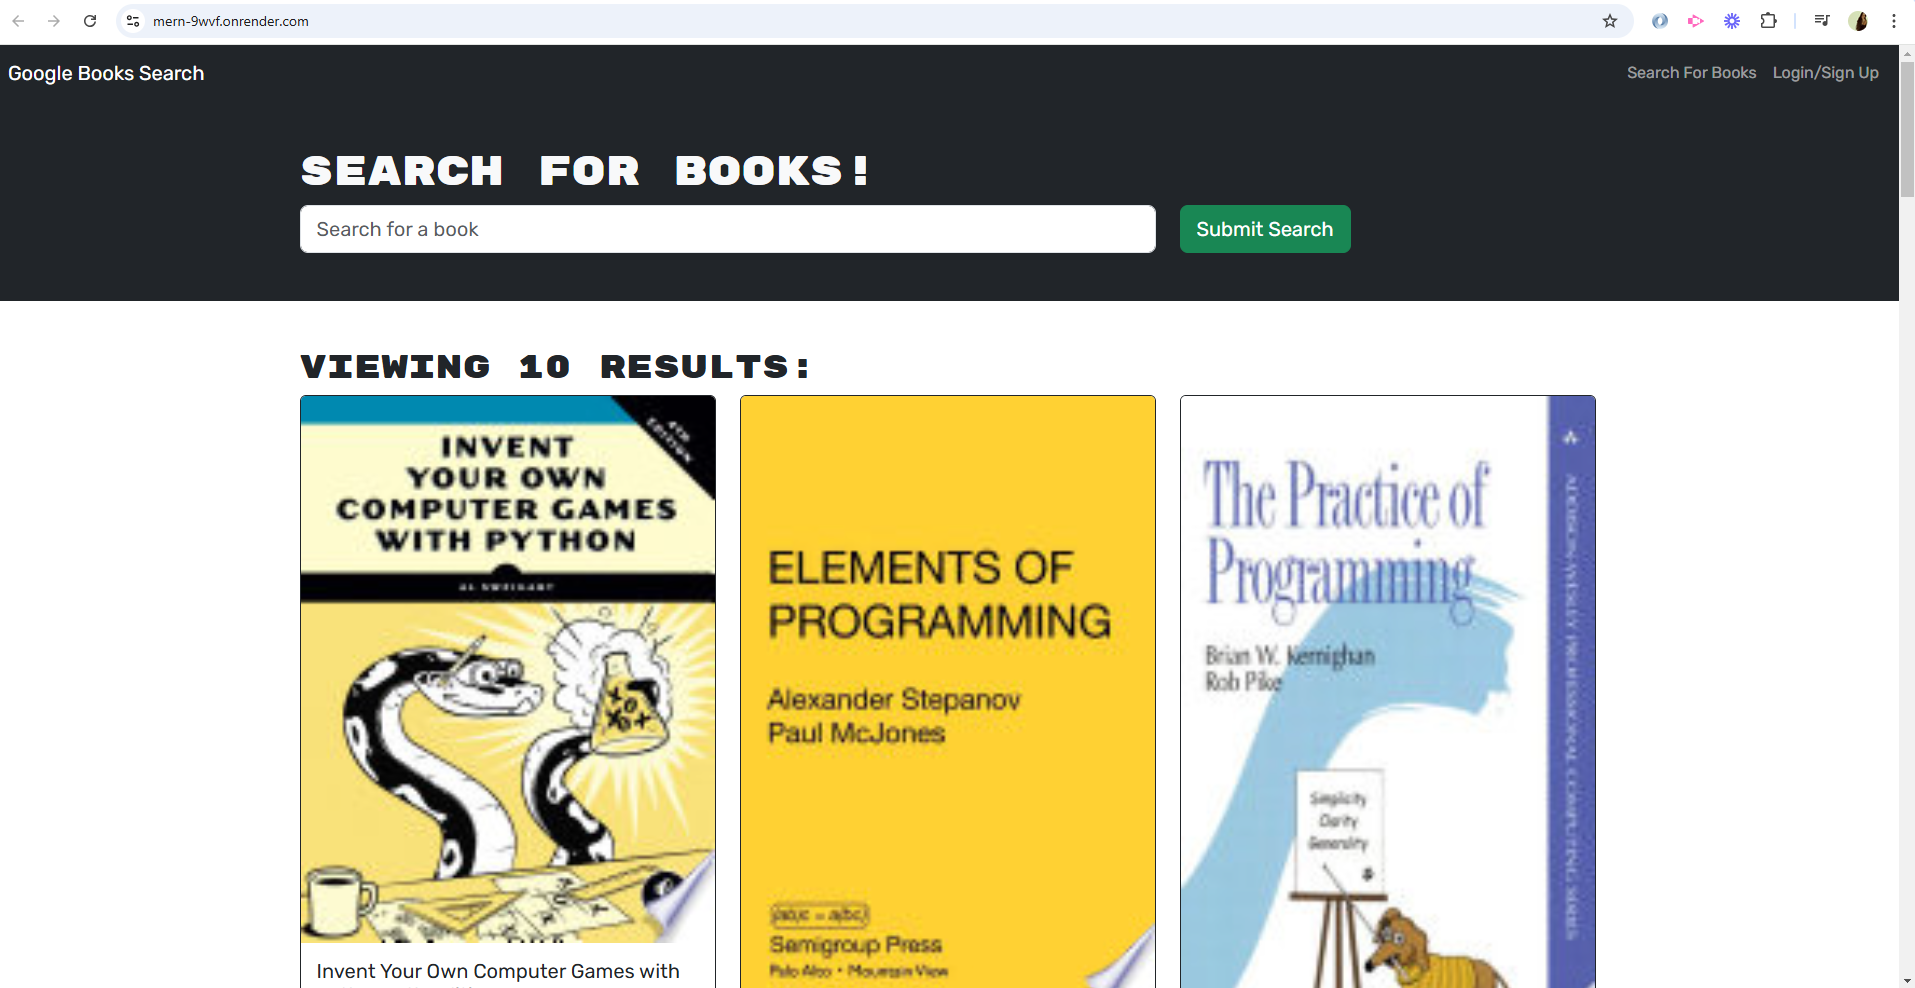 mern-9wvf.onrender.com
Google Books Search
Search For Books
Login/Sign Up
SEARCH FOR BOOKS!
Search for a book
Submit Search
VIEWING 10 RESULTS:
4TH
EDITION
INVENT
YOUR OWN
COMPUTER GAMES
WITH PYTHON
AL SWEIGART
Invent Your Own Computer Games with
ELEMENTS OF
PROGRAMMING
Alexander Stepanov
Paul McJones
(ab)c = a(bc)
Semigroup Press
Palo Alto • Mountain View
The Practice of
Programming
Brian W. Kernighan
Rob Pike
Simplicity
Clarity
Generality
ADDISON-WESLEY PROFESSIONAL COMPUTING SERIES